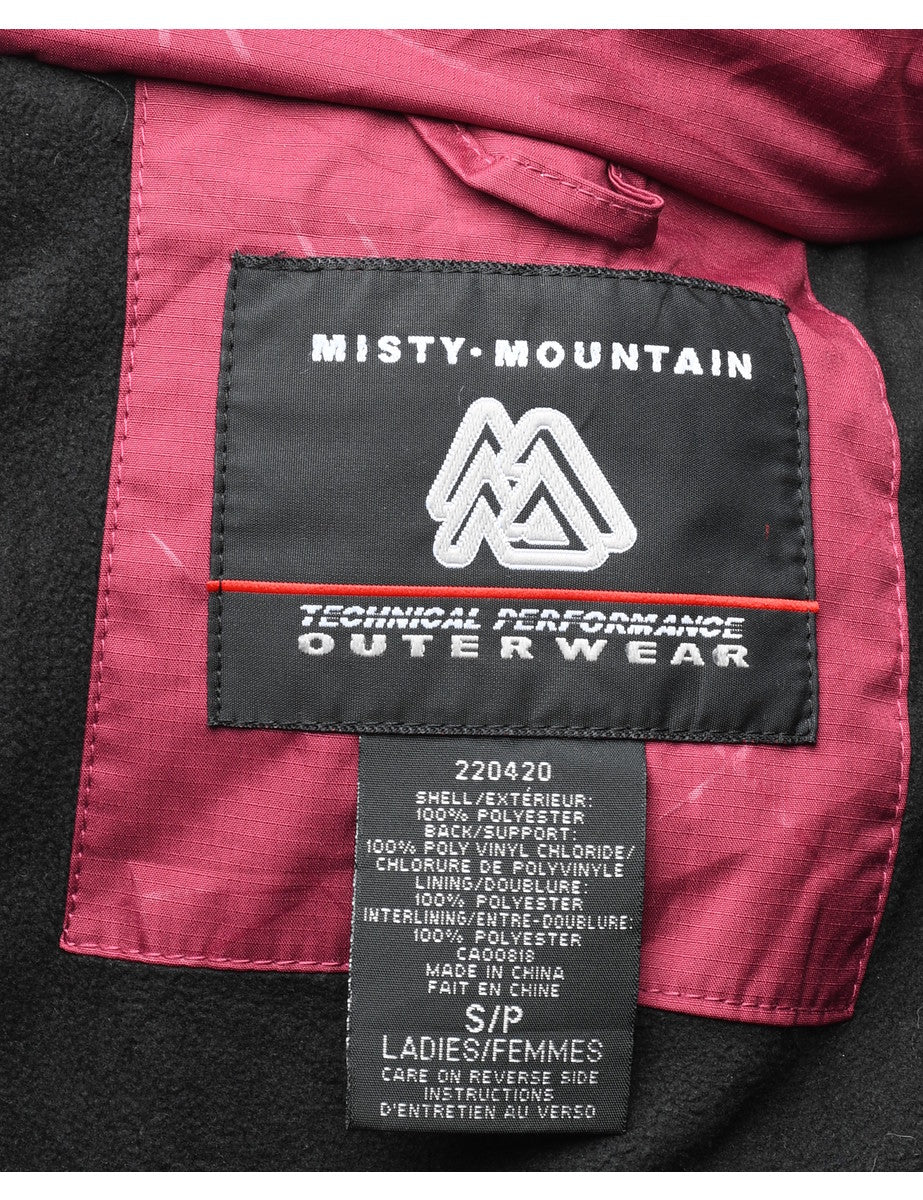 MISTY·MOUNTAIN
TECHNICAL PERFORMANCE
OUTERWEAR
220420
SHELL/EXTÉRIEUR:
100% POLYESTER
BACK/SUPPORT:
100% POLY VINYL CHLORIDE/
CHLORURE DE POLYVINYLE
LINING/DOUBLURE:
100% POLYESTER
INTERLINING/ENTRE-DOUBLURE:
100% POLYESTER
CA00818
MADE IN CHINA
FAIT EN CHINE
S/P
LADIES/FEMMES
CARE ON REVERSE SIDE
INSTRUCTIONS
D'ENTRETIEN AU VERSO